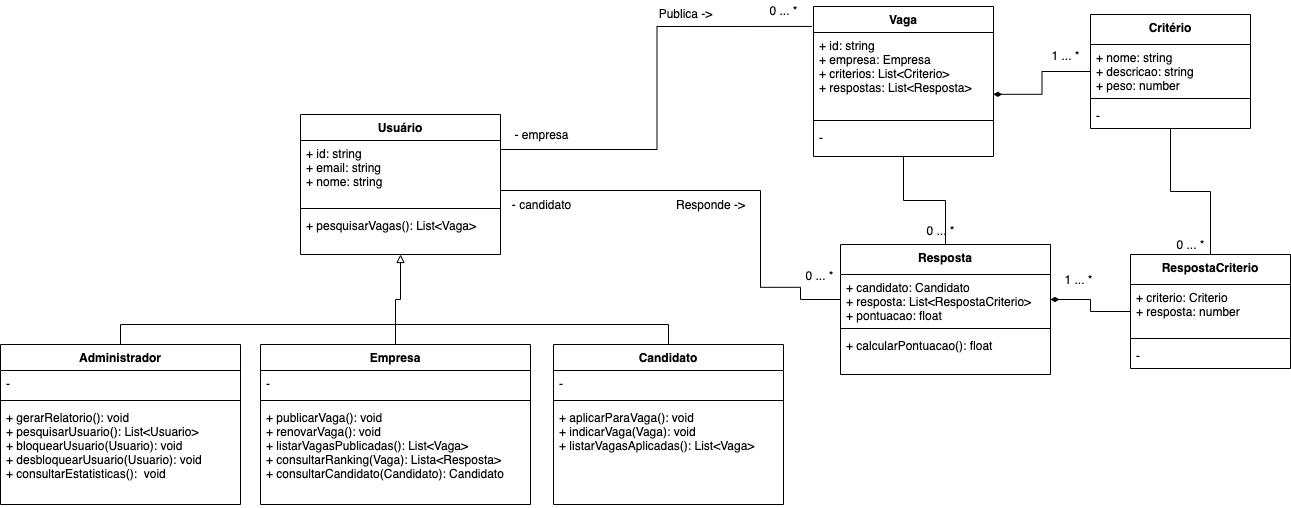 Publica ->
0 ... *
Vaga
+ id: string
+ empresa: Empresa
+ criterios: List<Criterio>
+ respostas: List<Resposta>
-
1 ... *
Critério
+ nome: string
+ descricao: string
+ peso: number
-
Usuário
+ id: string
+ email: string
+ nome: string
+ pesquisarVagas(): List<Vaga>
- empresa
- candidato
Responde ->
0 ... *
0 ... *
Resposta
+ candidato: Candidato
+ resposta: List<RespostaCriterio>
+ pontuacao: float
+ calcularPontuacao(): float
1 ... *
0 ... *
RespostaCriterio
+ criterio: Criterio
+ resposta: number
-
Administrador
-
+ gerarRelatorio(): void
+ pesquisarUsuario(): List<Usuario>
+ bloquearUsuario(Usuario): void
+ desbloquearUsuario(Usuario): void
+ consultarEstatisticas():  void
Empresa
-
+ publicarVaga(): void
+ renovarVaga(): void
+ listarVagasPublicadas(): List<Vaga>
+ consultarRanking(Vaga): Lista<Resposta>
+ consultarCandidato(Candidato): Candidato
Candidato
-
+ aplicarParaVaga(): void
+ indicarVaga(Vaga): void
+ listarVagasAplicadas(): List<Vaga>